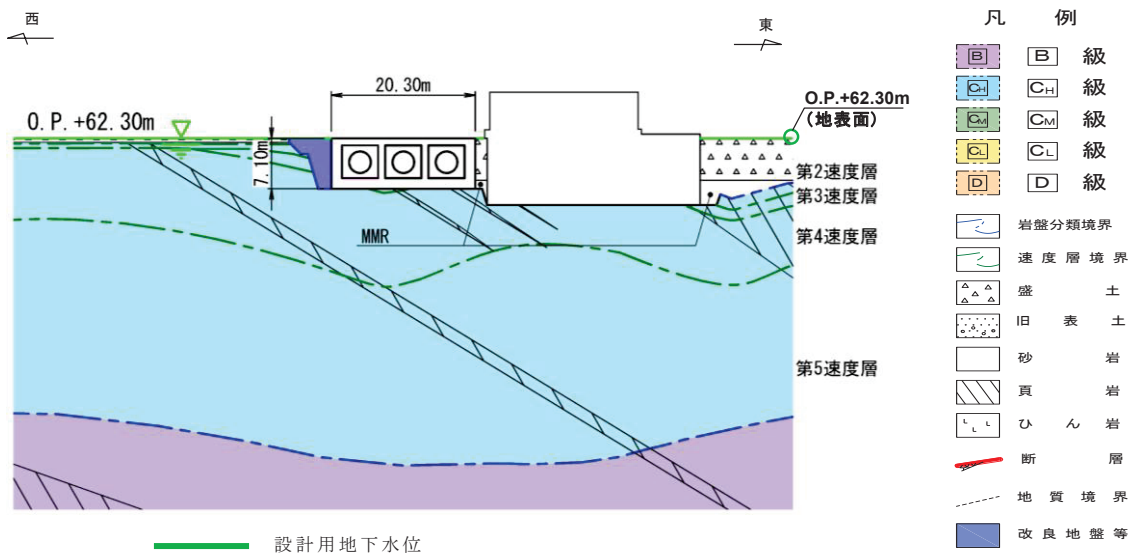 西
東
20.30m
O.P.+62.30m
O.P.+62.30m
(地表面)
7.10m
第2速度層
第3速度層
MMR
第4速度層
第5速度層
設計用地下水位
凡 例
B B 級
CH CH 級
CM CM 級
CL CL 級
D D 級
岩盤分類境界
速度層境界
盛土
旧表土
砂岩
頁岩
ひん岩
断層
地質境界
改良地盤等